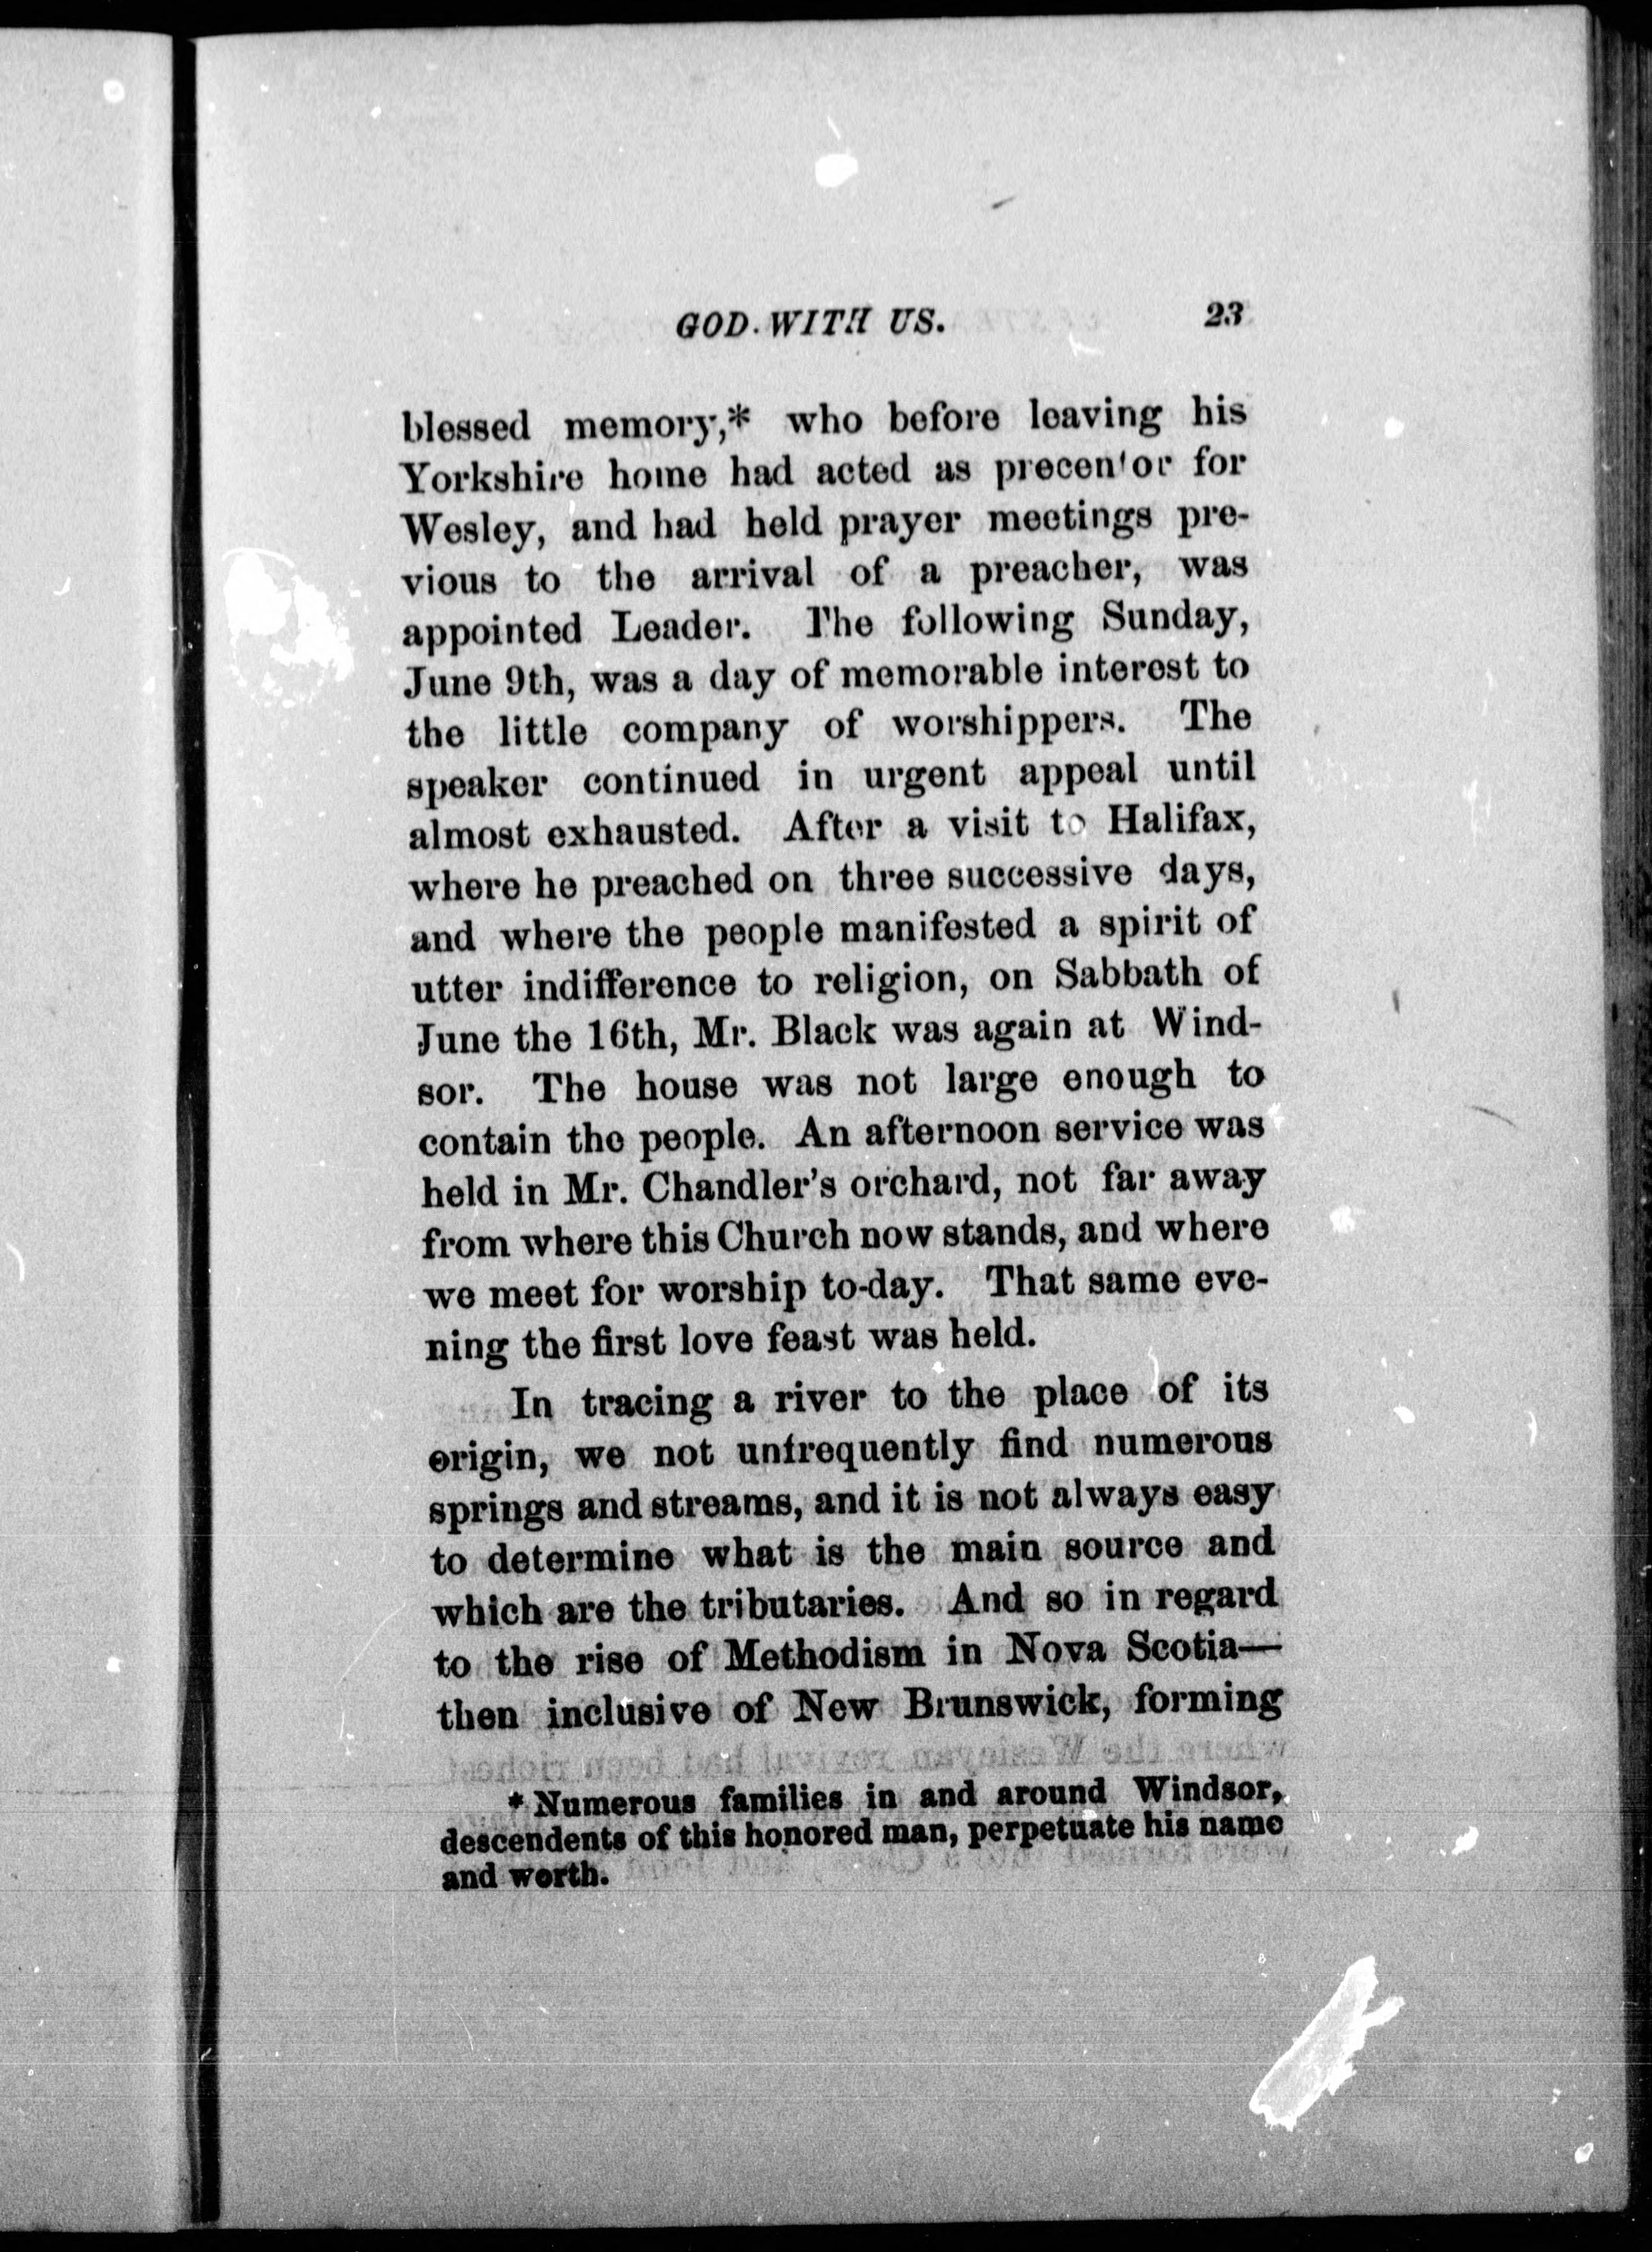 GOD WITH US. 23
blessed memory,* who before leaving his
Yorkshire home had acted as precentor for
Wesley, and had held prayer meetings pre-
vious to the arrival of a preacher, was
appointed Leader. The following Sunday,
June 9th, was a day of memorable interest to
the little company of worshippers. The
speaker continued in urgent appeal until
almost exhausted. After a visit to Halifax,
where he preached on three successive days,
and where the people manifested a spirit of
utter indifference to religion, on Sabbath of
June the 16th, Mr. Black was again at Wind-
sor. The house was not large enough to
contain the people. An afternoon service was
held in Mr. Chandler's orchard, not far away
from where this Church now stands, and where
we meet for worship to-day. That same eve-
ning the first love feast was held.
In tracing a river to the place of its
origin, we not unfrequently find numerous
springs and streams, and it is not always easy
to determine what is the main source and
which are the tributaries. And so in regard
to the rise of Methodism in Nova Scotia—
then inclusive of New Brunswick, forming
* Numerous families in and around Windsor,
descendents of this honored man, perpetuate his name
and worth.